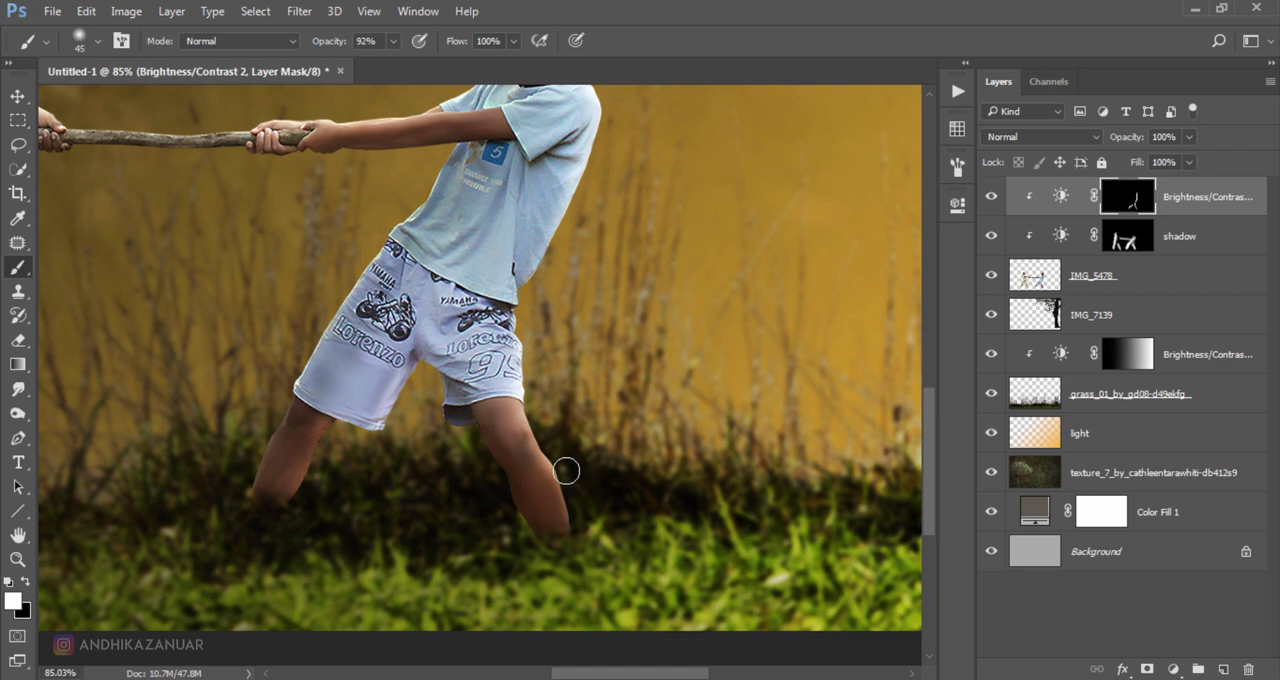 Ps File Edit Image Layer Type Select Filter 3D View Window Help
45 Mode: Normal Opacity: 92% Flow: 100%
Untitled-1 @ 85% (Brightness/Contrast 2, Layer Mask/8) * ×
Layers Channels
Kind
Normal Opacity: 100%
Lock: Fill: 100%
Brightness/Contras...
shadow
IMG_5478
IMG_7139
Brightness/Contras...
grass_01_by_gd08-d49ekfg
light
texture_7_by_cathleentarawhiti-db412s9
Color Fill 1
Background
5
YAMAHA
YAMAHA
Lorenzo
Lorenzo
99
ANDHIKAZANUAR
85.03% Doc: 10.7M/47.8M